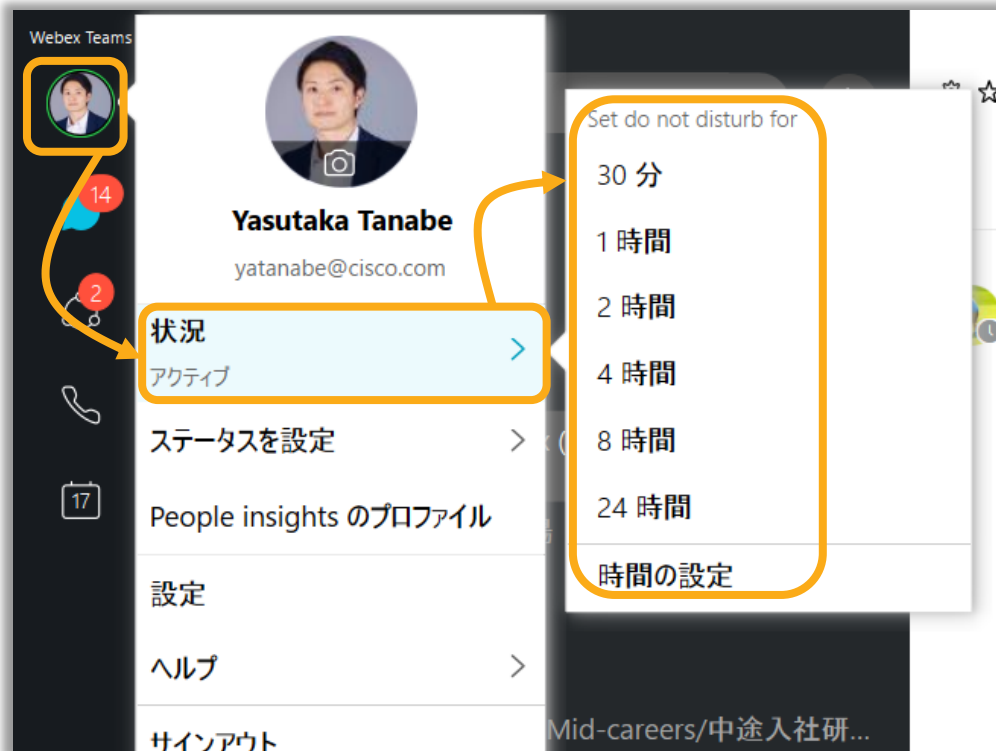 Webex Teams
14
2
17
Yasutaka Tanabe
yatanabe@cisco.com
状況
アクティブ
ステータスを設定
People insights のプロファイル
設定
ヘルプ
サインアウト
Set do not disturb for
30 分
1 時間
2 時間
4 時間
8 時間
24 時間
時間の設定
Mid-careers/中途入社研...